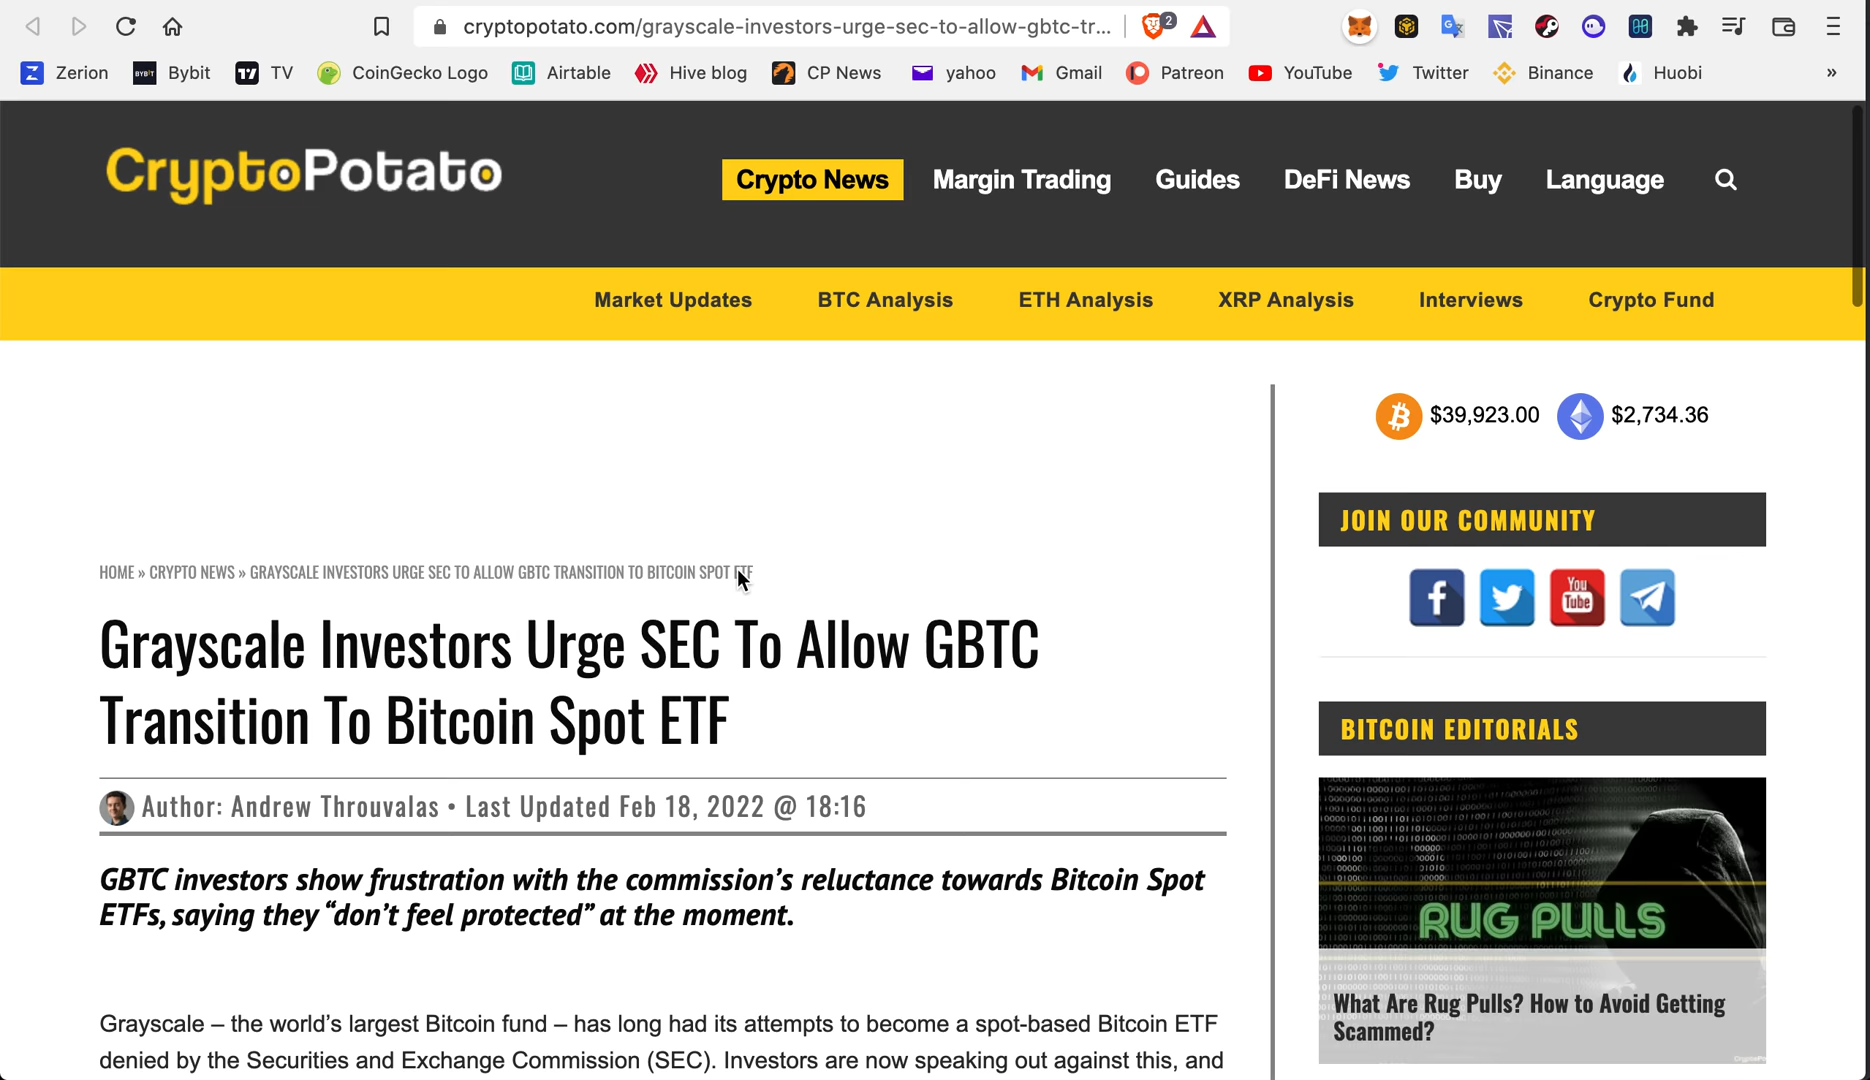 cryptopotato.com/grayscale-investors-urge-sec-to-allow-gbtc-tr...
2
Zerion
BYBIT
Bybit
TV
CoinGecko Logo
Airtable
Hive blog
CP News
yahoo
Gmail
Patreon
YouTube
Twitter
Binance
Huobi
»
CryptoPotato
Crypto News
Margin Trading
Guides
DeFi News
Buy
Language
Market Updates
BTC Analysis
ETH Analysis
XRP Analysis
Interviews
Crypto Fund
$39,923.00
$2,734.36
JOIN OUR COMMUNITY
You Tube
HOME » CRYPTO NEWS » GRAYSCALE INVESTORS URGE SEC TO ALLOW GBTC TRANSITION TO BITCOIN SPOT ETF
Grayscale Investors Urge SEC To Allow GBTC
Transition To Bitcoin Spot ETF
Author: Andrew Throuvalas • Last Updated Feb 18, 2022 @ 18:16
GBTC investors show frustration with the commission’s reluctance towards Bitcoin Spot
ETFs, saying they “don’t feel protected” at the moment.
Grayscale – the world’s largest Bitcoin fund – has long had its attempts to become a spot-based Bitcoin ETF
denied by the Securities and Exchange Commission (SEC). Investors are now speaking out against this, and
BITCOIN EDITORIALS
RUG PULLS
What Are Rug Pulls? How to Avoid Getting
Scammed?